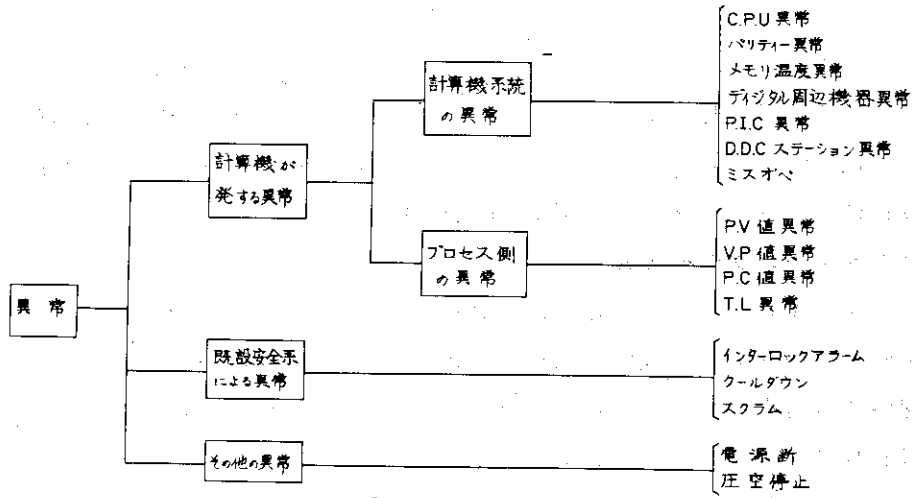 異常
計算機が
発する異常
計算機系統
の異常
C.P.U 異常
パリティー異常
メモリ温度異常
ディジタル周辺機器異常
P.I.C 異常
D.D.C ステーション異常
ミスオペ
プロセス側
の異常
P.V 値異常
V.P 値異常
P.C 値異常
T.L 異常
既設安全系
による異常
インターロックアラーム
クールダウン
スクラム
その他の異常
電源断
圧空停止